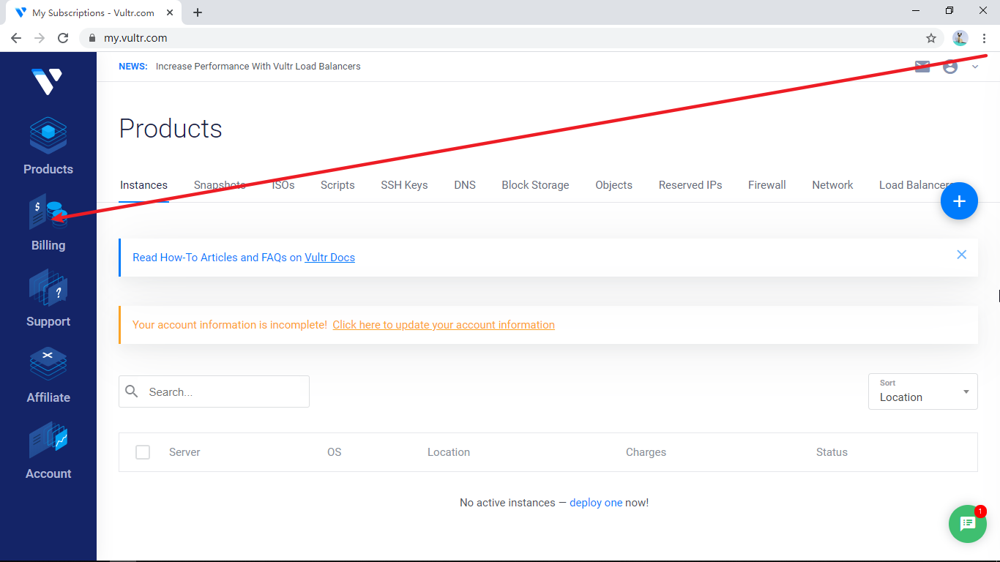 My Subscriptions - Vultr.com
my.vultr.com
NEWS: Increase Performance With Vultr Load Balancers
Products
Billing
Support
Affiliate
Account
Products
Instances Snapshots ISOs Scripts SSH Keys DNS Block Storage Objects Reserved IPs Firewall Network Load Balancers
+
$
?
Read How-To Articles and FAQs on Vultr Docs
Your account information is incomplete! Click here to update your account information
Search...
Sort
Location
Server OS Location Charges Status
No active instances — deploy one now!
1